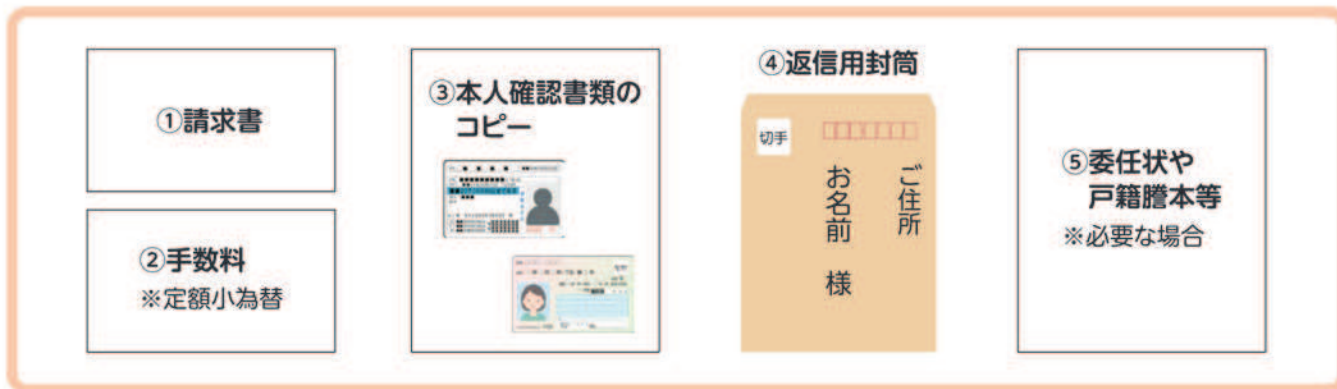 ①請求書
②手数料
※定額小為替
③本人確認書類の
コピー
④返信用封筒
切手
ご住所
お名前 様
⑤委任状や
戸籍謄本等
※必要な場合